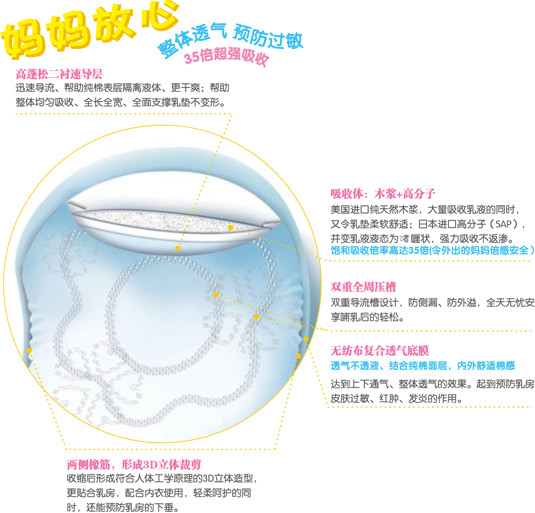 妈妈放心
整体透气 预防过敏
35倍超强吸收
高蓬松二衬速导层
迅速导流、帮助纯棉表层隔离液体、更干爽；帮助
整体均匀吸收、全长全宽、全面支撑乳垫不变形。
吸收体：木浆+高分子
美国进口纯天然木浆，大量吸收乳液的同时，
又令乳垫柔软舒适；日本进口高分子（SAP），
并变乳液液态为啫喱状，强力吸收不返渗。
饱和吸收倍率高达35倍(令外出的妈妈倍感安全）
双重全周压槽
双重导流槽设计，防侧漏、防外溢，全天无忧安
享哺乳后的轻松。
无纺布复合透气底膜
透气不透液、结合纯棉面层，内外舒适棉感
达到上下通气、整体透气的效果。起到预防乳房
皮肤过敏、红肿、发炎的作用。
两侧橡筋，形成3D立体裁剪
收缩后形成符合人体工学原理的3D立体造型，
更贴合乳房，配合内衣使用，轻柔呵护的同
时，还能预防乳房的下垂。